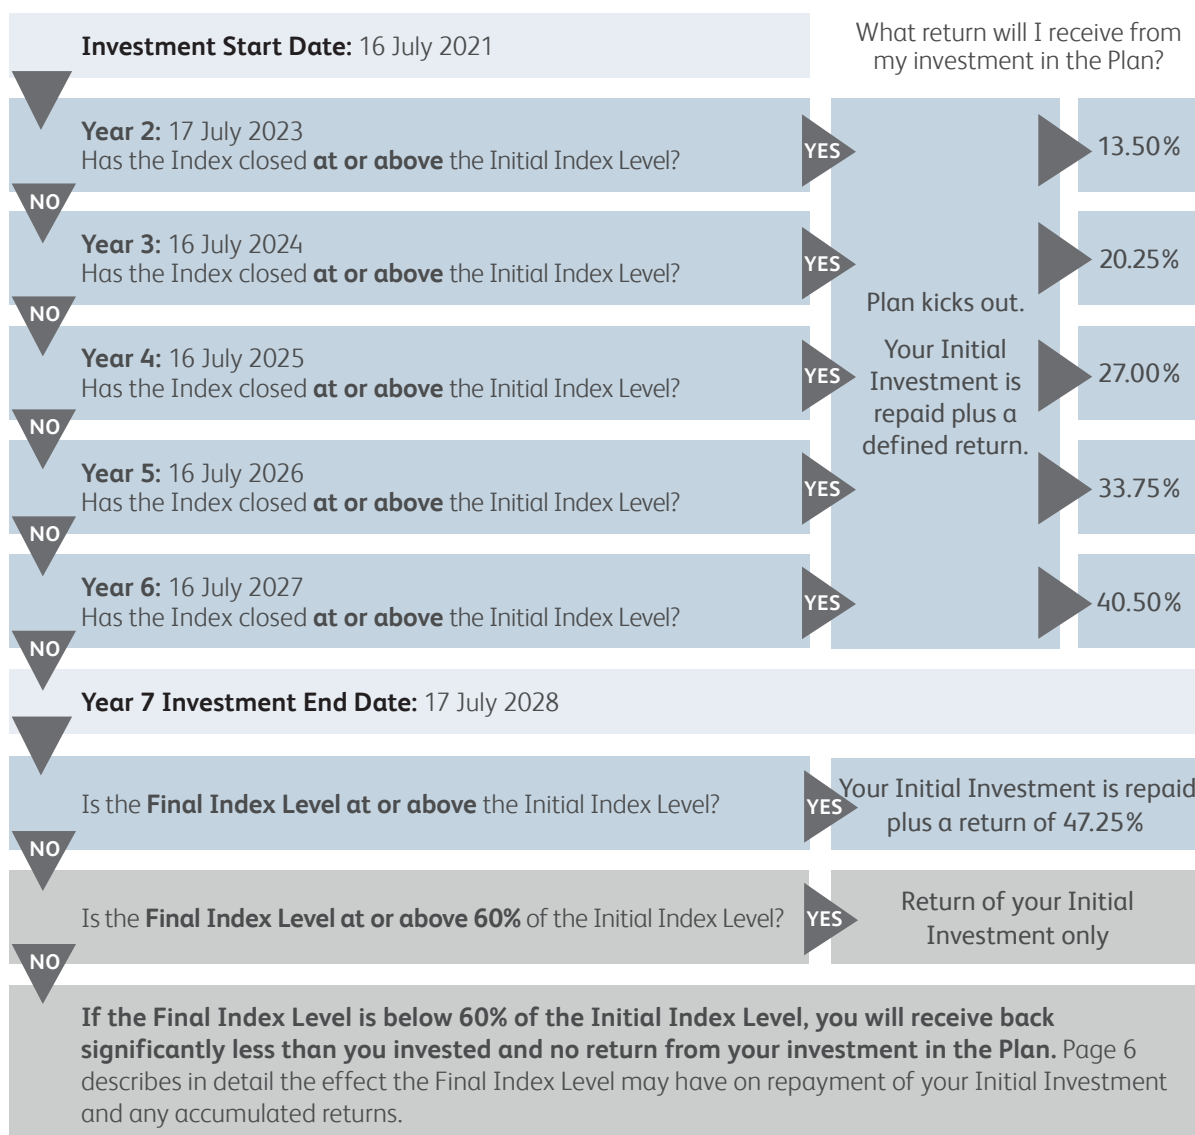 Investment Start Date: 16 July 2021
What return will I receive from
my investment in the Plan?
Year 2: 17 July 2023
Has the Index closed at or above the Initial Index Level?
YES
13.50%
NO
Year 3: 16 July 2024
Has the Index closed at or above the Initial Index Level?
YES
20.25%
NO
Year 4: 16 July 2025
Has the Index closed at or above the Initial Index Level?
YES
27.00%
NO
Year 5: 16 July 2026
Has the Index closed at or above the Initial Index Level?
YES
33.75%
NO
Year 6: 16 July 2027
Has the Index closed at or above the Initial Index Level?
YES
40.50%
Plan kicks out.
Your Initial
Investment is
repaid plus a
defined return.
NO
Year 7 Investment End Date: 17 July 2028
Is the Final Index Level at or above the Initial Index Level?
YES
Your Initial Investment is repaid
plus a return of 47.25%
NO
Is the Final Index Level at or above 60% of the Initial Index Level?
YES
Return of your Initial
Investment only
NO
If the Final Index Level is below 60% of the Initial Index Level, you will receive back
significantly less than you invested and no return from your investment in the Plan. Page 6
describes in detail the effect the Final Index Level may have on repayment of your Initial Investment
and any accumulated returns.